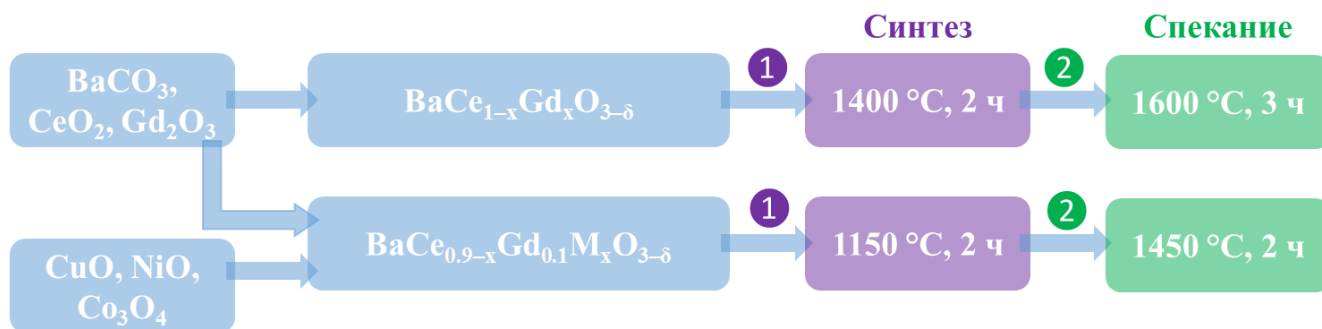 Синтез
Спекание
BaCO₃,
CeO₂, Gd₂O₃
BaCe₁₋ₓGdₓO₃₋δ
1
1400 °C, 2 ч
2
1600 °C, 3 ч
CuO, NiO,
Co₃O₄
BaCe₀.₉₋ₓGd₀.₁MₓO₃₋δ
1
1150 °C, 2 ч
2
1450 °C, 2 ч